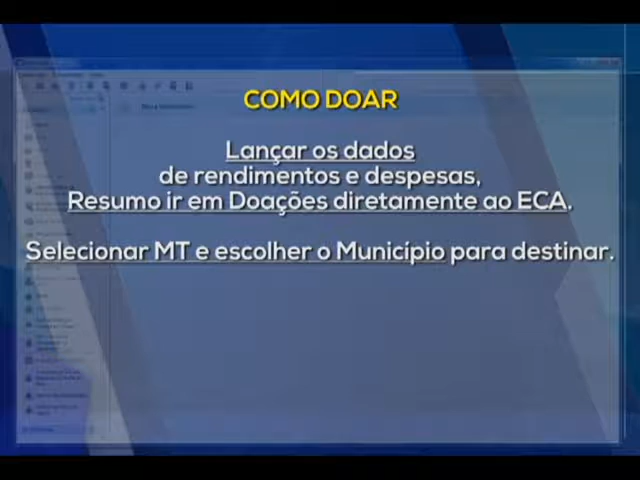 COMO DOAR
Lançar os dados
de rendimentos e despesas,
Resumo ir em Doações diretamente ao ECA.
Selecionar MT e escolher o Município para destinar.